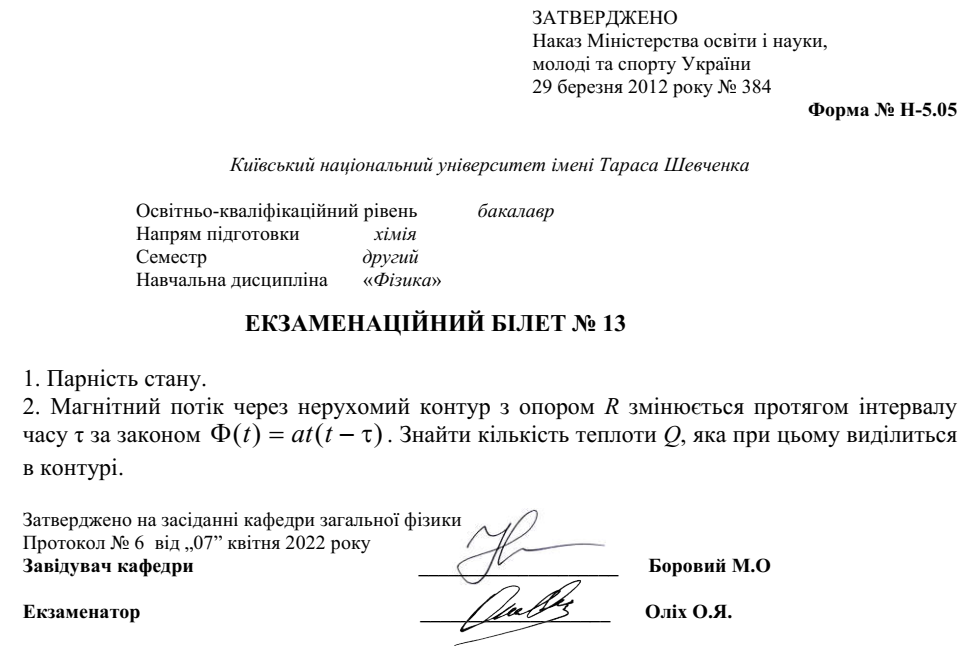 ЗАТВЕРДЖЕНО
Наказ Міністерства освіти і науки,
молоді та спорту України
29 березня 2012 року № 384
Форма № Н-5.05
Київський національний університет імені Тараса Шевченка
Освітньо-кваліфікаційний рівень бакалавр
Напрям підготовки хімія
Семестр другий
Навчальна дисципліна «Фізика»
ЕКЗАМЕНАЦІЙНИЙ БІЛЕТ № 13
1. Парність стану.
2. Магнітний потік через нерухомий контур з опором R змінюється протягом інтервалу
часу τ за законом Φ(t) = at(t − τ). Знайти кількість теплоти Q, яка при цьому виділиться
в контурі.
Затверджено на засіданні кафедри загальної фізики
Протокол № 6 від „07” квітня 2022 року
Завідувач кафедри Боровий М.О
Екзаменатор Оліх О.Я.